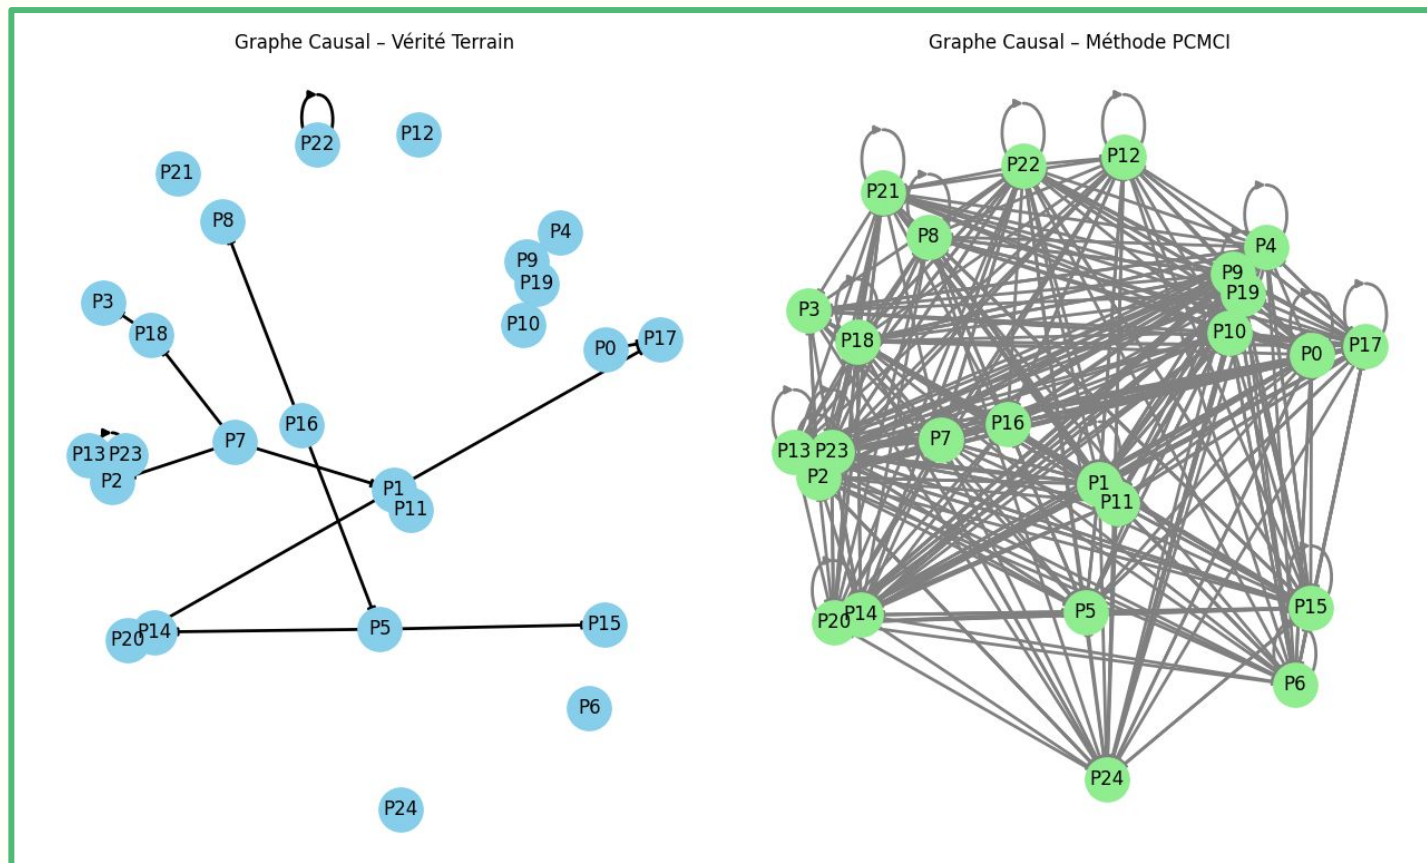 Graphe Causal – Vérité Terrain
P22
P12
P21
P8
P4
P9
P19
P3
P10
P18
P0
P17
P16
P7
P13
P23
P2
P1
P11
P14
P20
P5
P15
P6
P24
Graphe Causal – Méthode PCMCI
P12
P22
P21
P8
P4
P9
P19
P3
P10
P18
P0
P17
P16
P7
P13
P23
P2
P1
P11
P14
P20
P5
P15
P6
P24